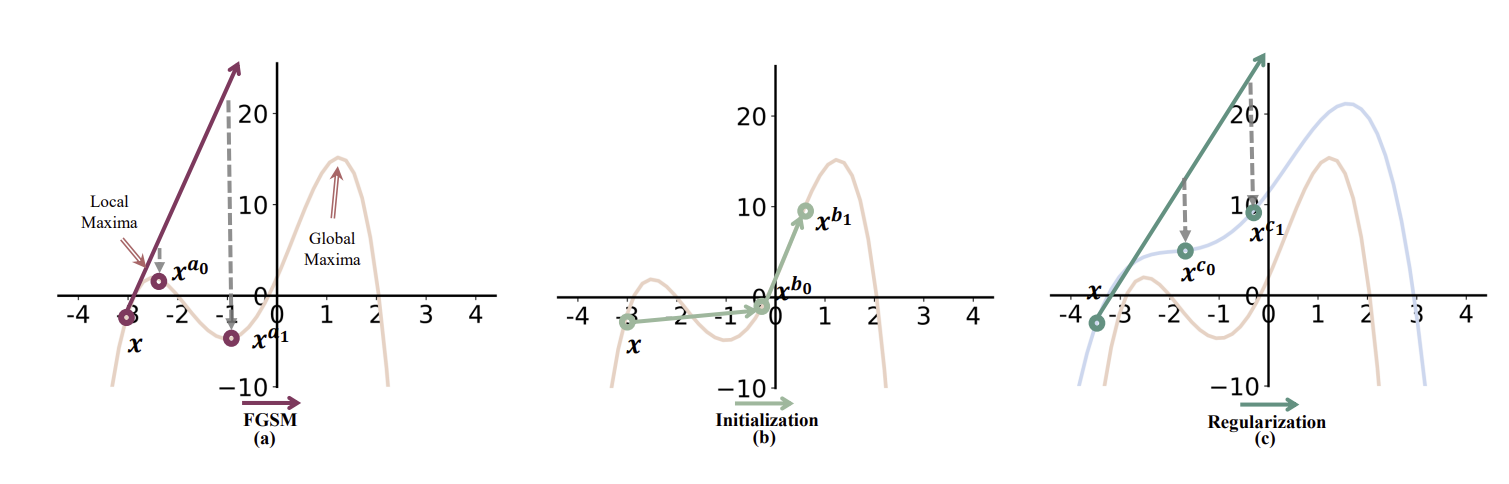 20
10
0
-10
-4 -3 -2 -1 1 2 3 4
Local
Maxima
Global
Maxima
x
x^{a_0}
x^{a_1}
FGSM
(a)
20
10
0
-10
-4 -3 -2 -1 0 1 2 3 4
x
x^{b_0}
x^{b_1}
Initialization
(b)
20
10
0
-10
-4 -3 -2 -1 0 1 2 3 4
x
x^{c_0}
x^{c_1}
Regularization
(c)